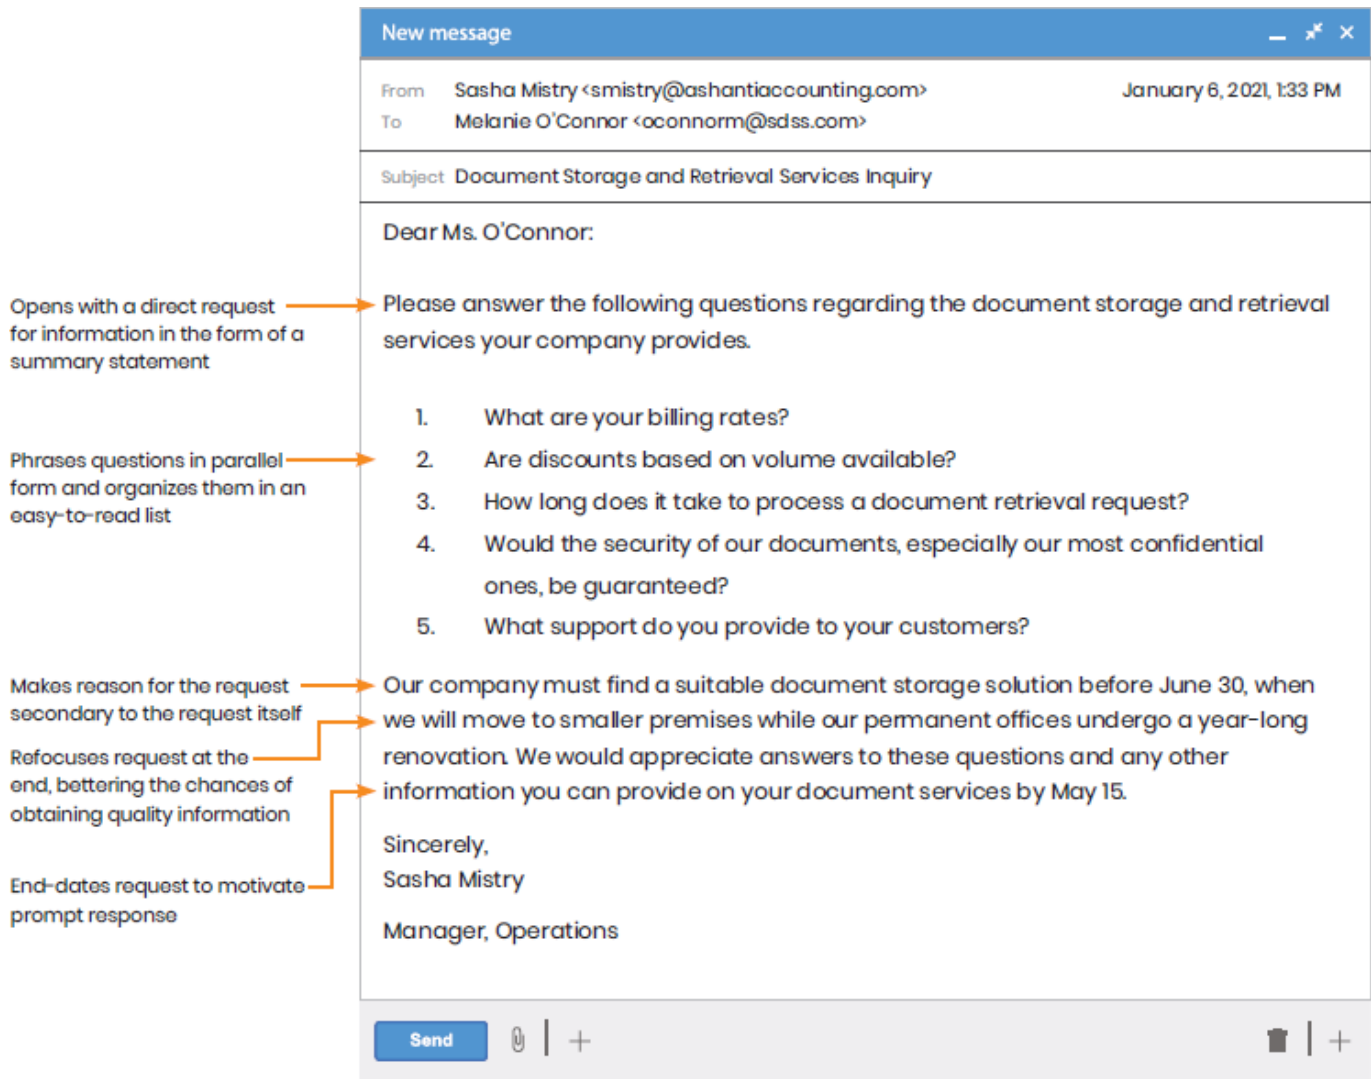 New message
From Sasha Mistry <smistry@ashantiaccounting.com> January 6, 2021, 1:33 PM
To Melanie O'Connor <oconnorm@sdss.com>
Subject Document Storage and Retrieval Services Inquiry
Dear Ms. O'Connor:
Opens with a direct request
for information in the form of a
summary statement
Please answer the following questions regarding the document storage and retrieval
services your company provides.
1. What are your billing rates?
Phrases questions in parallel
form and organizes them in an
easy-to-read list
2. Are discounts based on volume available?
3. How long does it take to process a document retrieval request?
4. Would the security of our documents, especially our most confidential
ones, be guaranteed?
5. What support do you provide to your customers?
Makes reason for the request
secondary to the request itself
Refocuses request at the
end, bettering the chances of
obtaining quality information
Our company must find a suitable document storage solution before June 30, when
we will move to smaller premises while our permanent offices undergo a year-long
renovation. We would appreciate answers to these questions and any other
information you can provide on your document services by May 15.
End-dates request to motivate
prompt response
Sincerely,
Sasha Mistry
Manager, Operations
Send